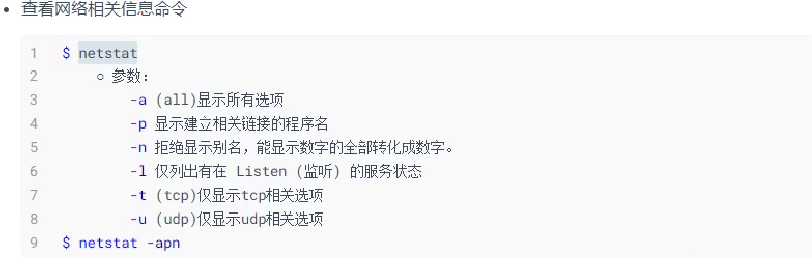 • 查看网络相关信息命令
1 $ netstat
2 ○ 参数：
3 -a (all)显示所有选项
4 -p 显示建立相关链接的程序名
5 -n 拒绝显示别名，能显示数字的全部转化成数字。
6 -l 仅列出有在 Listen (监听) 的服务状态
7 -t (tcp)仅显示tcp相关选项
8 -u (udp)仅显示udp相关选项
9 $ netstat -apn